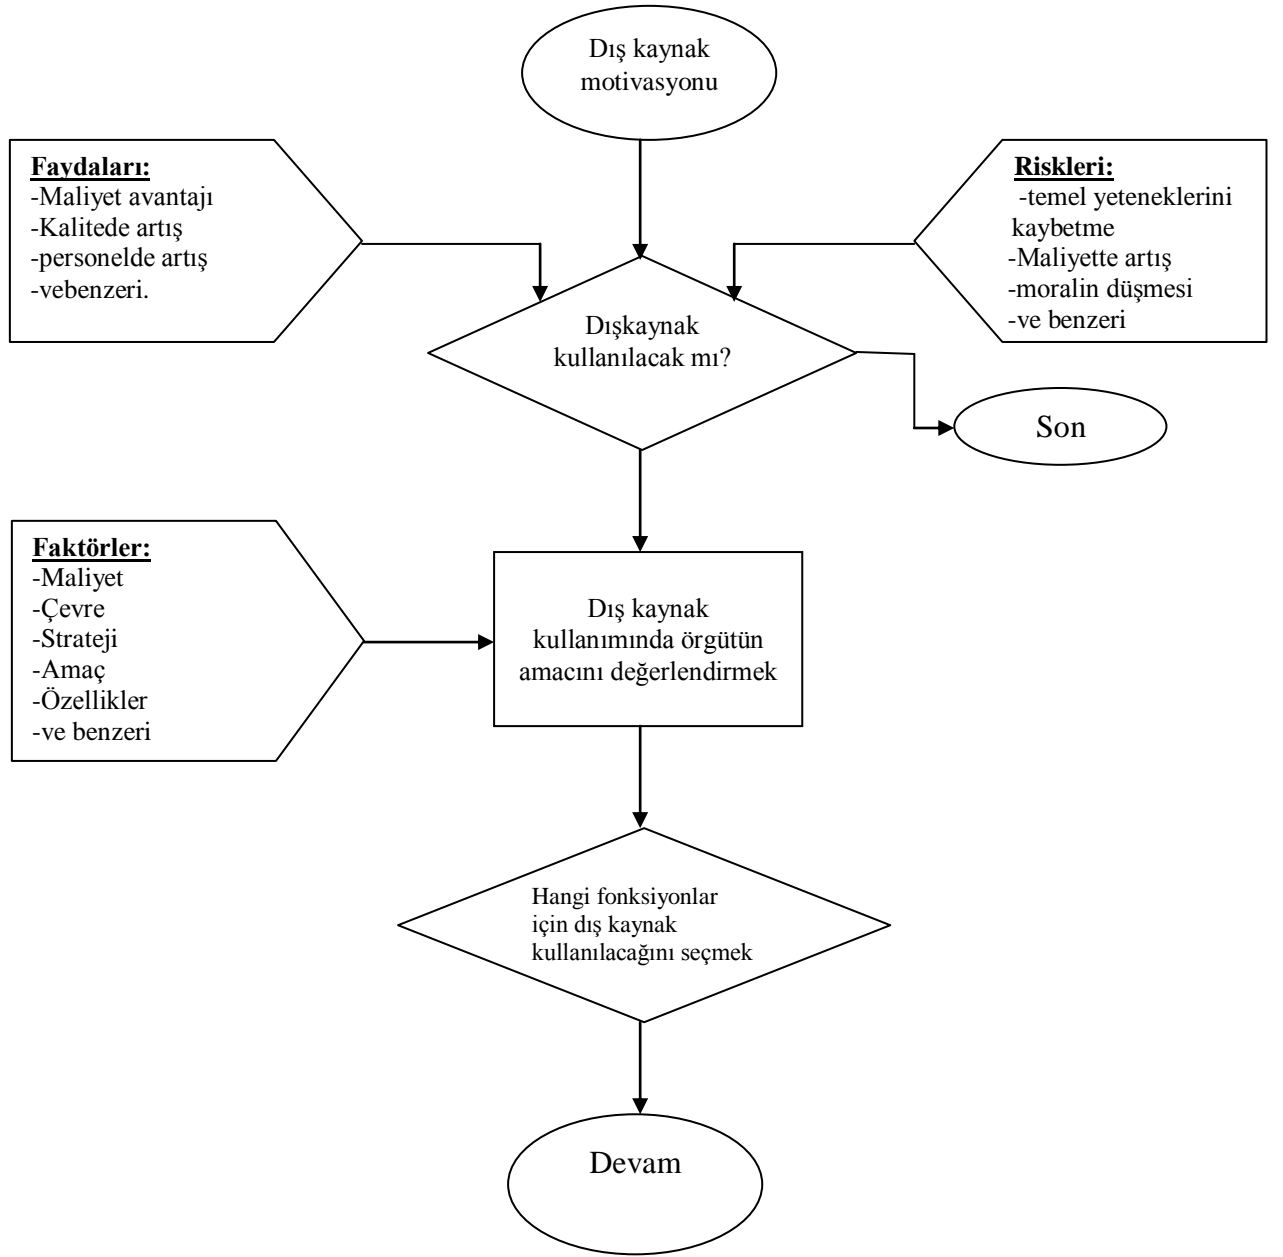 Dış kaynak
motivasyonu
Faydaları:
-Maliyet avantajı
-Kalitede artış
-personelde artış
-vebenzeri.
Riskleri:
-temel yeteneklerini
kaybetme
-Maliyette artış
-moralin düşmesi
-ve benzeri
Dışkaynak
kullanılacak mı?
Son
Faktörler:
-Maliyet
-Çevre
-Strateji
-Amaç
-Özellikler
-ve benzeri
Dış kaynak
kullanımında örgütün
amacını değerlendirmek
Hangi fonksiyonlar
için dış kaynak
kullanılacağını seçmek
Devam